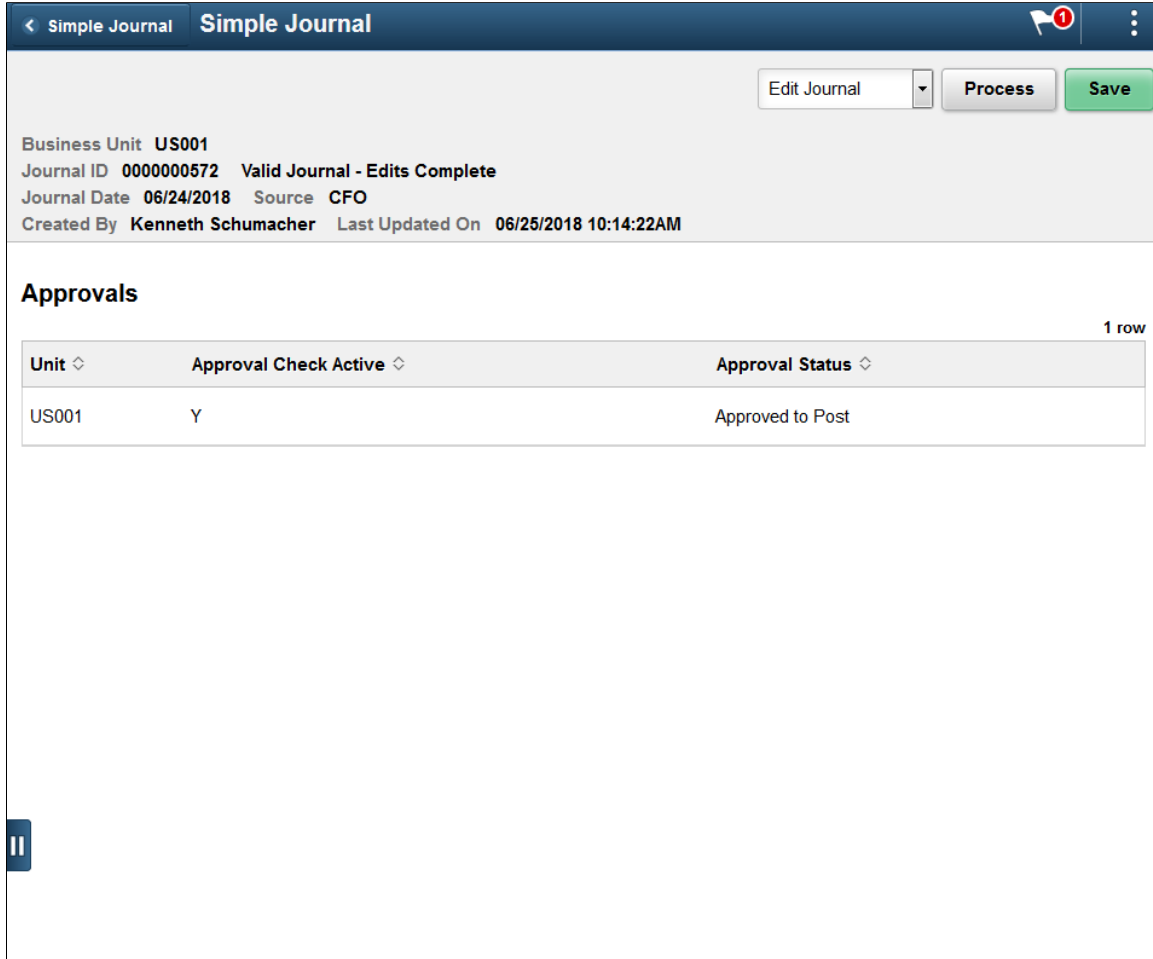 Simple Journal Simple Journal 1
Edit Journal Process Save
Business Unit US001
Journal ID 0000000572 Valid Journal - Edits Complete
Journal Date 06/24/2018 Source CFO
Created By Kenneth Schumacher Last Updated On 06/25/2018 10:14:22AM
Approvals
1 row
Unit Approval Check Active Approval Status
US001 Y Approved to Post